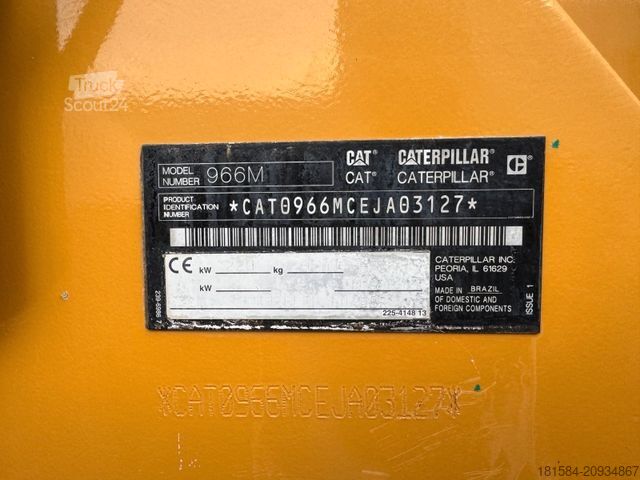 Truck
Scout24
MODEL NUMBER 966M
CAT CATERPILLAR C
CAT® CATERPILLAR®
PRODUCT IDENTIFICATION NUMBER *CAT0966MCEJA03127*
CE kW kg
kW
CATERPILLAR INC.
PEORIA, IL 61629
USA
MADE IN BRAZIL
OF DOMESTIC AND
FOREIGN COMPONENTS
225-4148 13
ISSUE 1
*CAT0966MCEJA03127*
181584-20934867